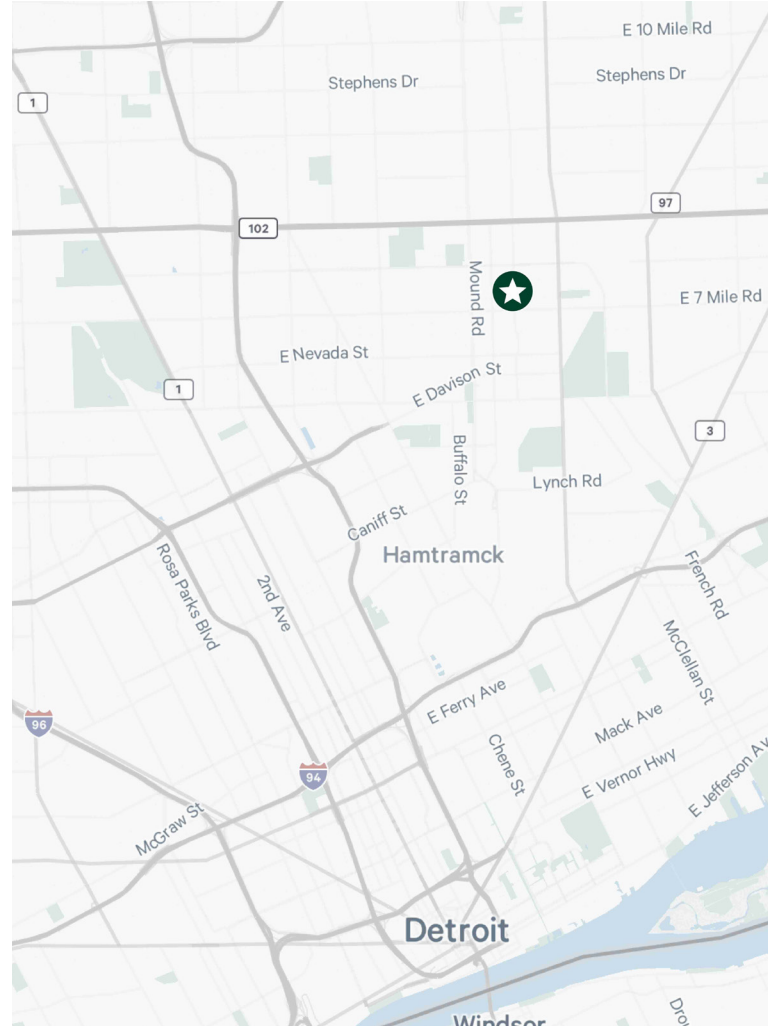 E 10 Mile Rd
Stephens Dr
Stephens Dr
1
97
102
Mound Rd
E 7 Mile Rd
E Nevada St
E Davison St
1
3
Buffalo St
Lynch Rd
Caniff St
Hamtramck
Rosa Parks Blvd
2nd Ave
French Rd
McClellan St
E Ferry Ave
96
Mack Ave
Chene St
94
E Vernor Hwy
E Jefferson Av
McGraw St
Detroit
Windsor
Drou